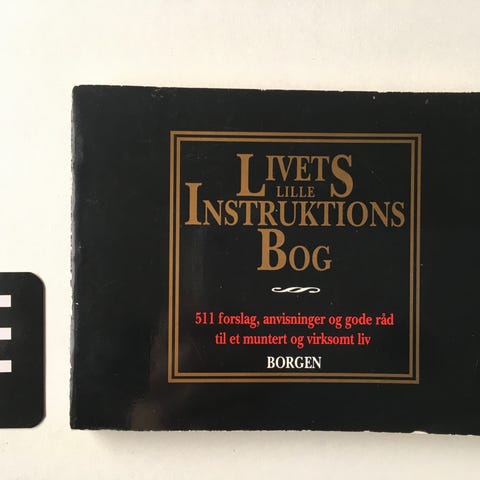 LIVETS
LILLE
INSTRUKTIONS
BOG
511 forslag, anvisninger og gode råd
til et muntert og virksomt liv
BORGEN